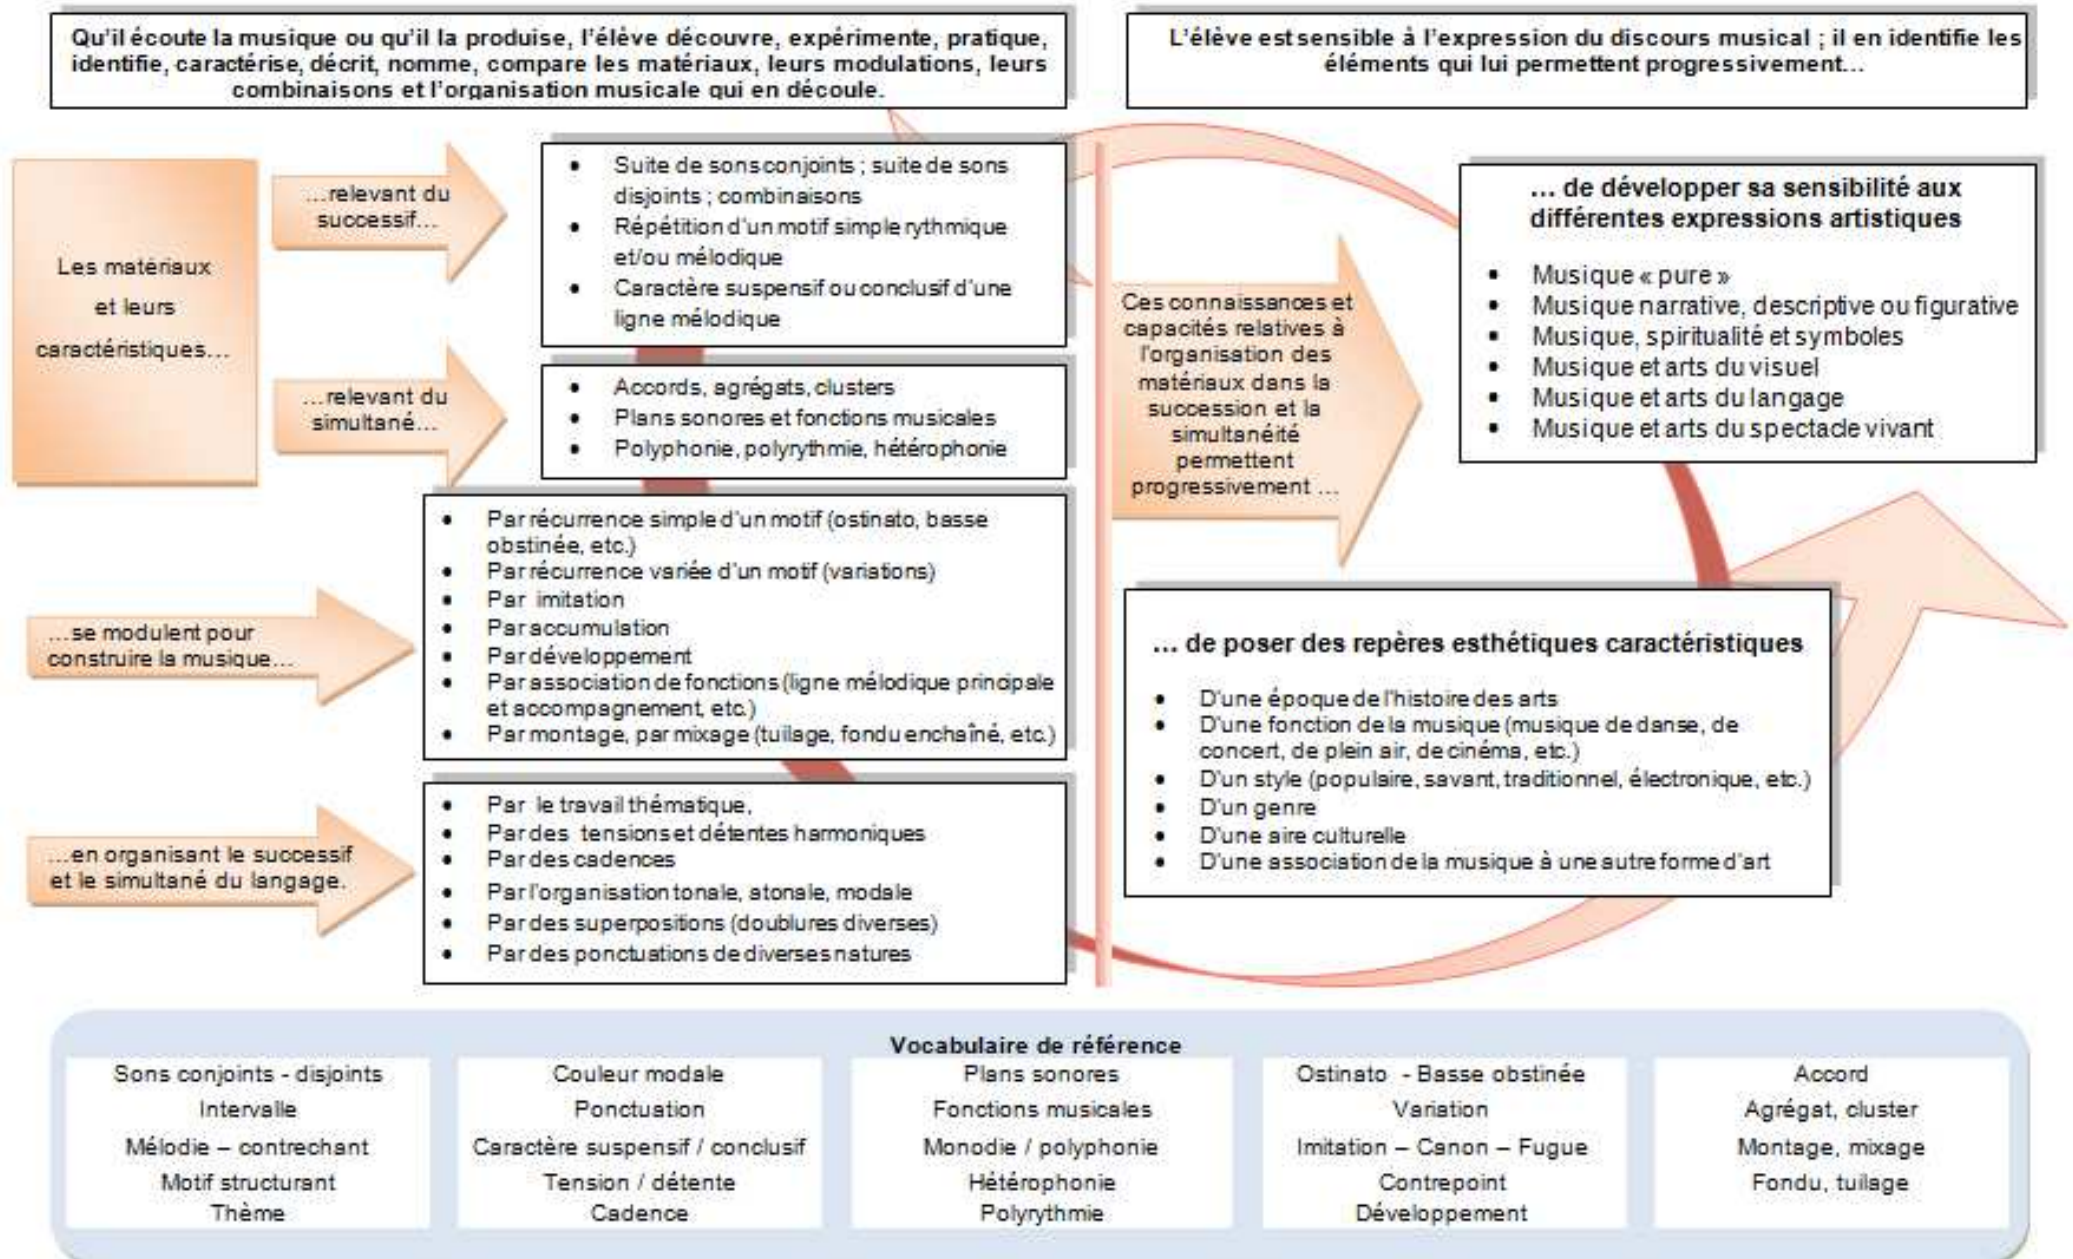 Qu'il écoute la musique ou qu'il la produise, l'élève découvre, expérimente, pratique,
identifie, caractérise, décrit, nomme, compare les matériaux, leurs modulations, leurs
combinaisons et l'organisation musicale qui en découle.
L'élève est sensible à l'expression du discours musical ; il en identifie les
éléments qui lui permettent progressivement…
Les matériaux
et leurs
caractéristiques…
…relevant du
successif…
• Suite de sons conjoints ; suite de sons
disjoints ; combinaisons
• Répétition d'un motif simple rythmique
et/ou mélodique
• Caractère suspensif ou conclusif d'une
ligne mélodique
…relevant du
simultané…
• Accords, agrégats, clusters
• Plans sonores et fonctions musicales
• Polyphonie, polyrythmie, hétérophonie
…se modulent pour
construire la musique…
• Par récurrence simple d'un motif (ostinato, basse
obstinée, etc.)
• Par récurrence variée d'un motif (variations)
• Par imitation
• Par accumulation
• Par développement
• Par association de fonctions (ligne mélodique principale
et accompagnement, etc.)
• Par montage, par mixage (tuilage, fondu enchaîné, etc.)
…en organisant le successif
et le simultané du langage.
• Par le travail thématique,
• Par des tensions et détentes harmoniques
• Par des cadences
• Par l'organisation tonale, atonale, modale
• Par des superpositions (doublures diverses)
• Par des ponctuations de diverses natures
Ces connaissances et
capacités relatives à
l'organisation des
matériaux dans la
succession et la
simultanéité
permettent
progressivement …
… de développer sa sensibilité aux
différentes expressions artistiques
• Musique « pure »
• Musique narrative, descriptive ou figurative
• Musique, spiritualité et symboles
• Musique et arts du visuel
• Musique et arts du langage
• Musique et arts du spectacle vivant
… de poser des repères esthétiques caractéristiques
• D'une époque de l'histoire des arts
• D'une fonction de la musique (musique de danse, de
concert, de plein air, de cinéma, etc.)
• D'un style (populaire, savant, traditionnel, électronique, etc.)
• D'un genre
• D'une aire culturelle
• D'une association de la musique à une autre forme d'art
Vocabulaire de référence
Sons conjoints - disjoints
Intervalle
Mélodie – contrechant
Motif structurant
Thème
Couleur modale
Ponctuation
Caractère suspensif / conclusif
Tension / détente
Cadence
Plans sonores
Fonctions musicales
Monodie / polyphonie
Hétérophonie
Polyrythmie
Ostinato - Basse obstinée
Variation
Imitation – Canon – Fugue
Contrepoint
Développement
Accord
Agrégat, cluster
Montage, mixage
Fondu, tuilage